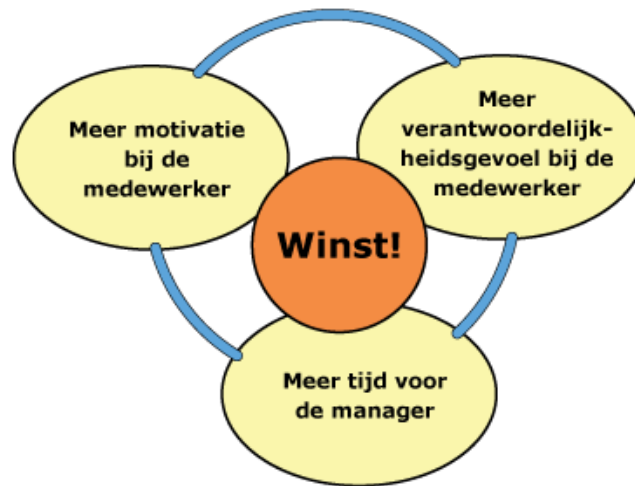 Meer motivatie
bij de
medewerker
Meer
verantwoordelijk-
heidsgevoel bij de
medewerker
Winst!
Meer tijd voor
de manager